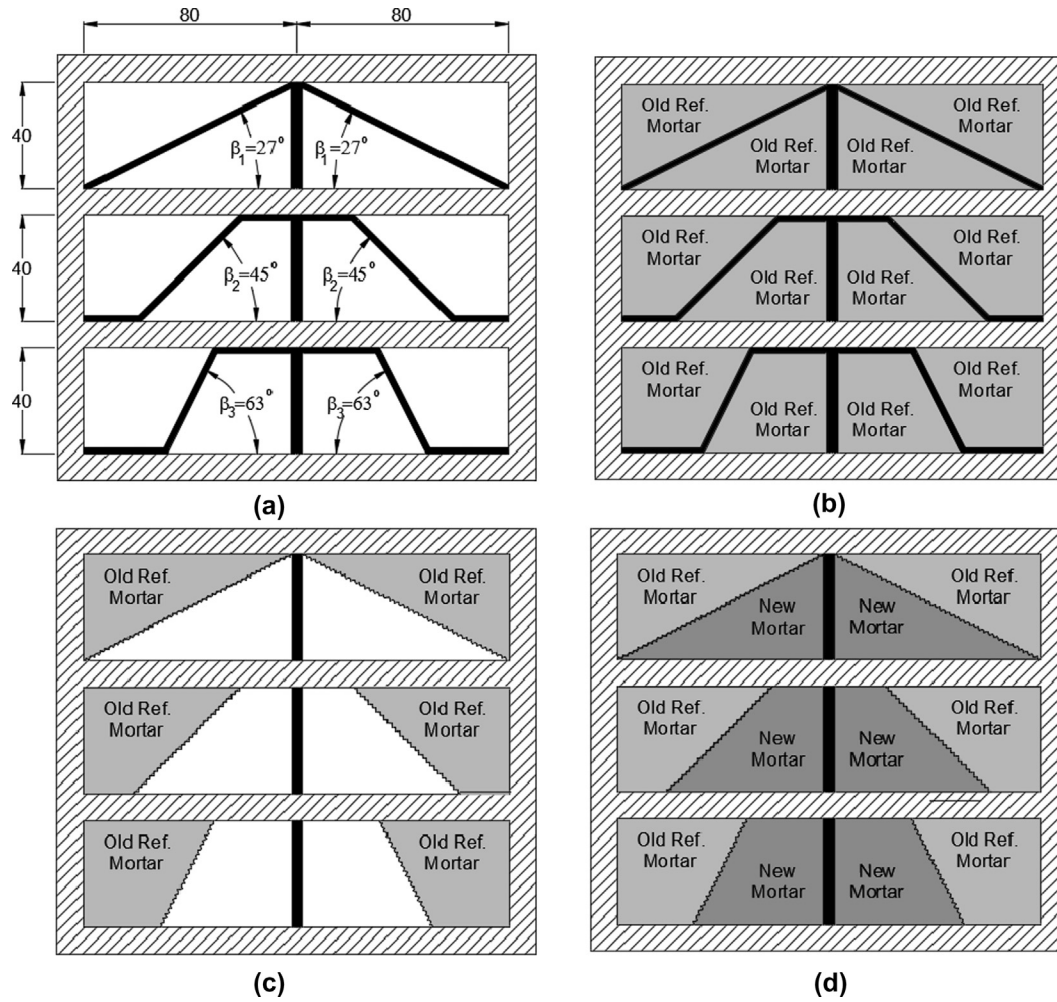 80 80
40
β1=27° β1=27°
40
β2=45° β2=45°
40
β3=63° β3=63°
(a)
Old Ref. Old Ref.
Mortar Mortar
Old Ref. Old Ref.
Mortar Mortar
Old Ref. Old Ref.
Mortar Mortar
Old Ref. Old Ref.
Mortar Mortar
Old Ref. Old Ref.
Mortar Mortar
Old Ref. Old Ref.
Mortar Mortar
(b)
Old Ref. Old Ref.
Mortar Mortar
Old Ref. Old Ref.
Mortar Mortar
Old Ref. Old Ref.
Mortar Mortar
(c)
Old Ref. Old Ref.
Mortar Mortar
New New
Mortar Mortar
Old Ref. Old Ref.
Mortar Mortar
New New
Mortar Mortar
Old Ref. Old Ref.
Mortar Mortar
New New
Mortar Mortar
(d)